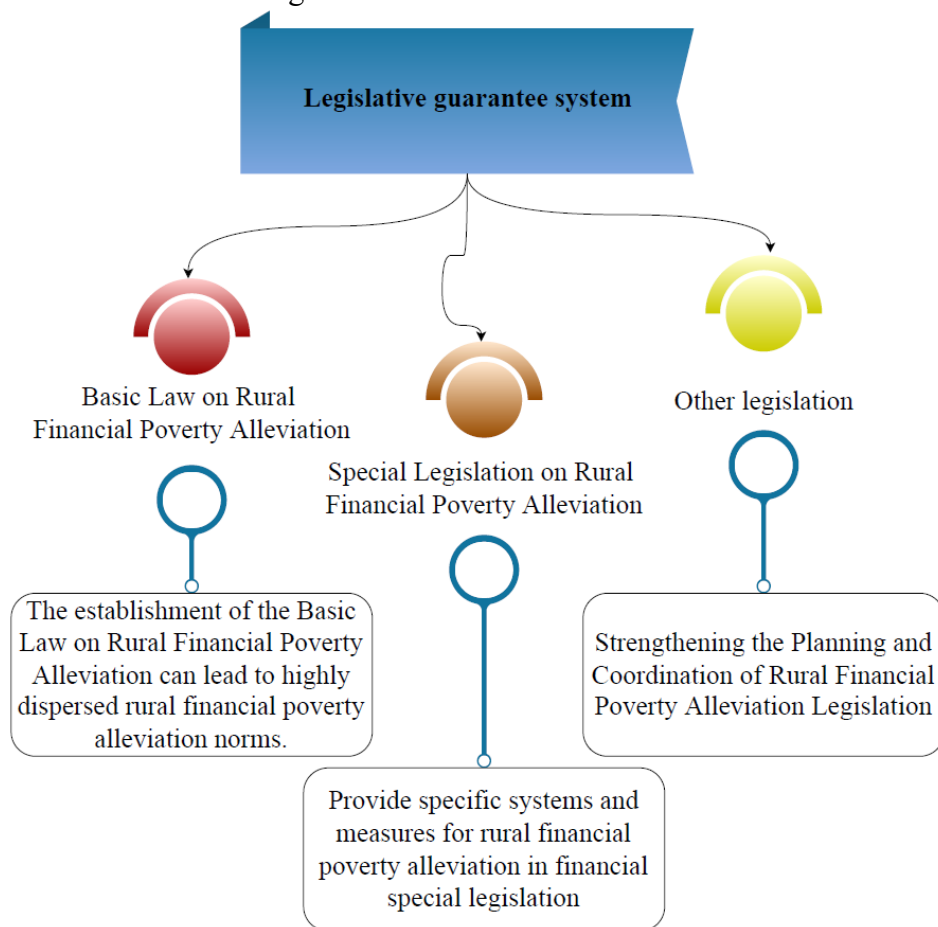 Legislative guarantee system
Basic Law on Rural
Financial Poverty Alleviation
The establishment of the Basic
Law on Rural Financial Poverty
Alleviation can lead to highly
dispersed rural financial poverty
alleviation norms.
Special Legislation on Rural
Financial Poverty Alleviation
Provide specific systems and
measures for rural financial
poverty alleviation in financial
special legislation
Other legislation
Strengthening the Planning and
Coordination of Rural Financial
Poverty Alleviation Legislation